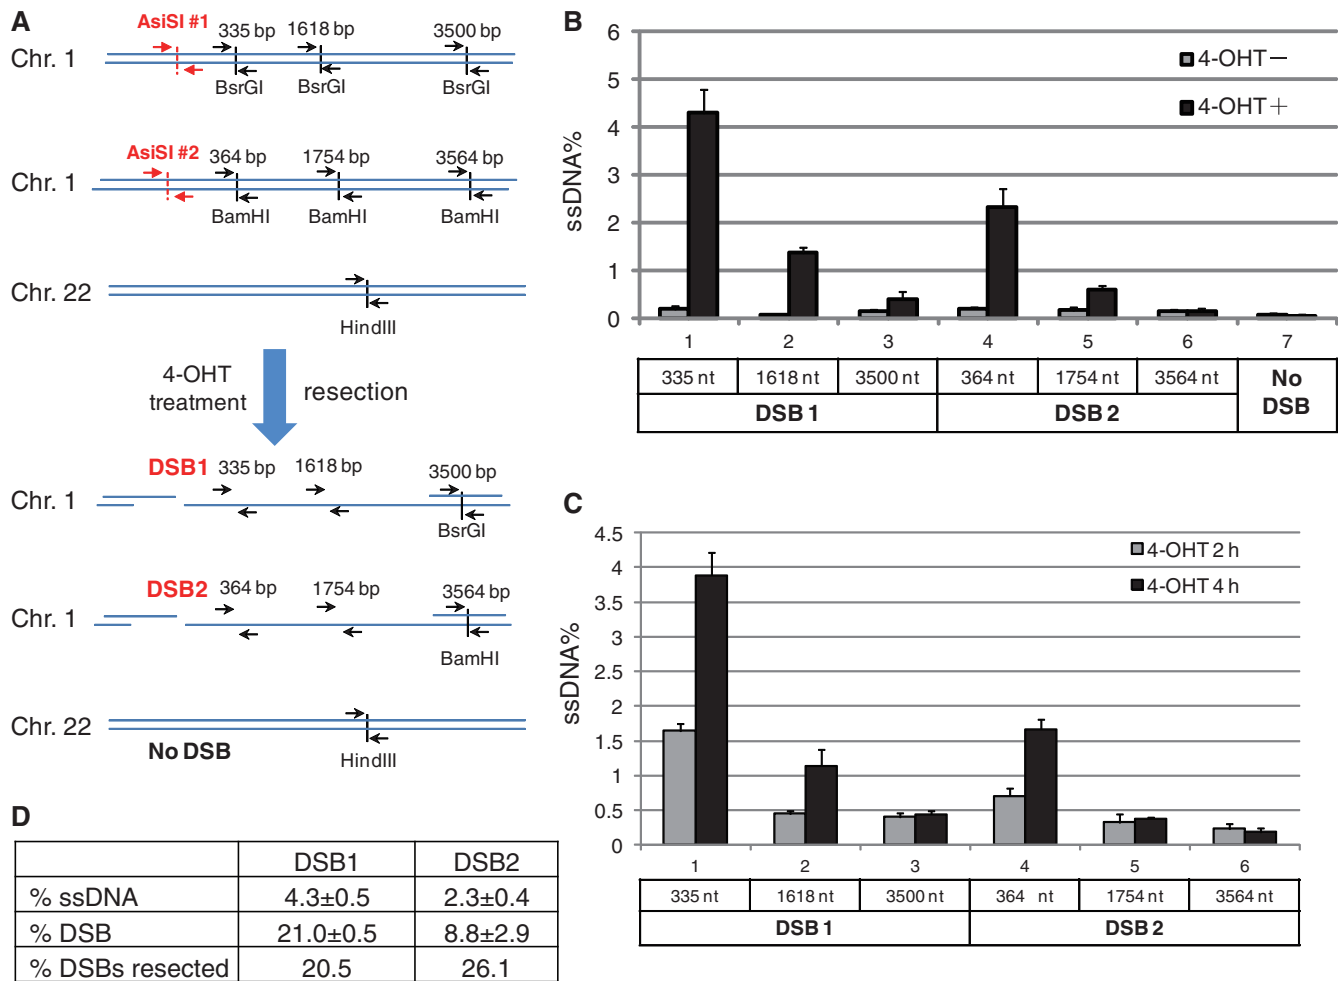 A
AsiSI #1
335 bp
1618 bp
3500 bp
Chr. 1
BsrGI
BsrGI
BsrGI
AsiSI #2
364 bp
1754 bp
3564 bp
Chr. 1
BamHI
BamHI
BamHI
Chr. 22
HindIII
4-OHT
treatment
resection
DSB1
335 bp
1618 bp
3500 bp
Chr. 1
BsrGI
DSB2
364 bp
1754 bp
3564 bp
Chr. 1
BamHI
Chr. 22
No DSB
HindIII
B
6
5
4
3
2
1
0
ssDNA%
4-OHT −
4-OHT +
1 2 3 4 5 6 7
335 nt 1618 nt 3500 nt 364 nt 1754 nt 3564 nt No DSB
DSB 1 DSB 2
C
4.5
4
3.5
3
2.5
2
1.5
1
0.5
0
ssDNA%
4-OHT 2 h
4-OHT 4 h
1 2 3 4 5 6
335 nt 1618 nt 3500 nt 364 nt 1754 nt 3564 nt
DSB 1 DSB 2
D
DSB1 DSB2
% ssDNA 4.3±0.5 2.3±0.4
% DSB 21.0±0.5 8.8±2.9
% DSBs resected 20.5 26.1